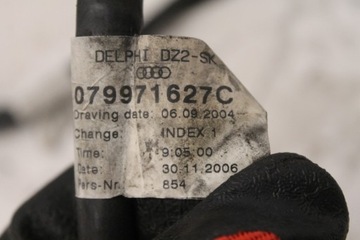 DELPHI DZ2-SK
079971627C
Drawing date: 06.09.2004
Change: INDEX 1
Time: 9:05:00
Date: 30.11.2006
Pers-Nr. 854